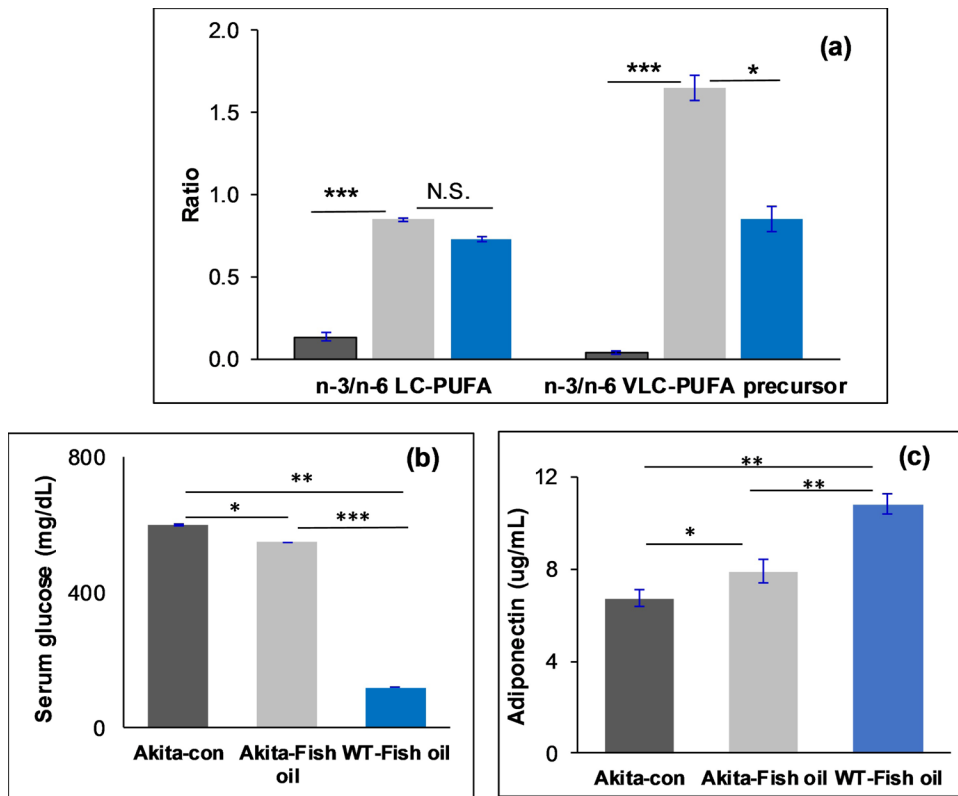 (a)
2.0
1.5
1.0
0.5
0.0
Ratio
***
N.S.
***
*
n-3/n-6 LC-PUFA
n-3/n-6 VLC-PUFA precursor
(b)
800
400
0
Serum glucose (mg/dL)
**
*
***
Akita-con
Akita-Fish oil
WT-Fish oil
(c)
12
8
4
0
Adiponectin (ug/mL)
**
**
*
Akita-con
Akita-Fish oil
WT-Fish oil